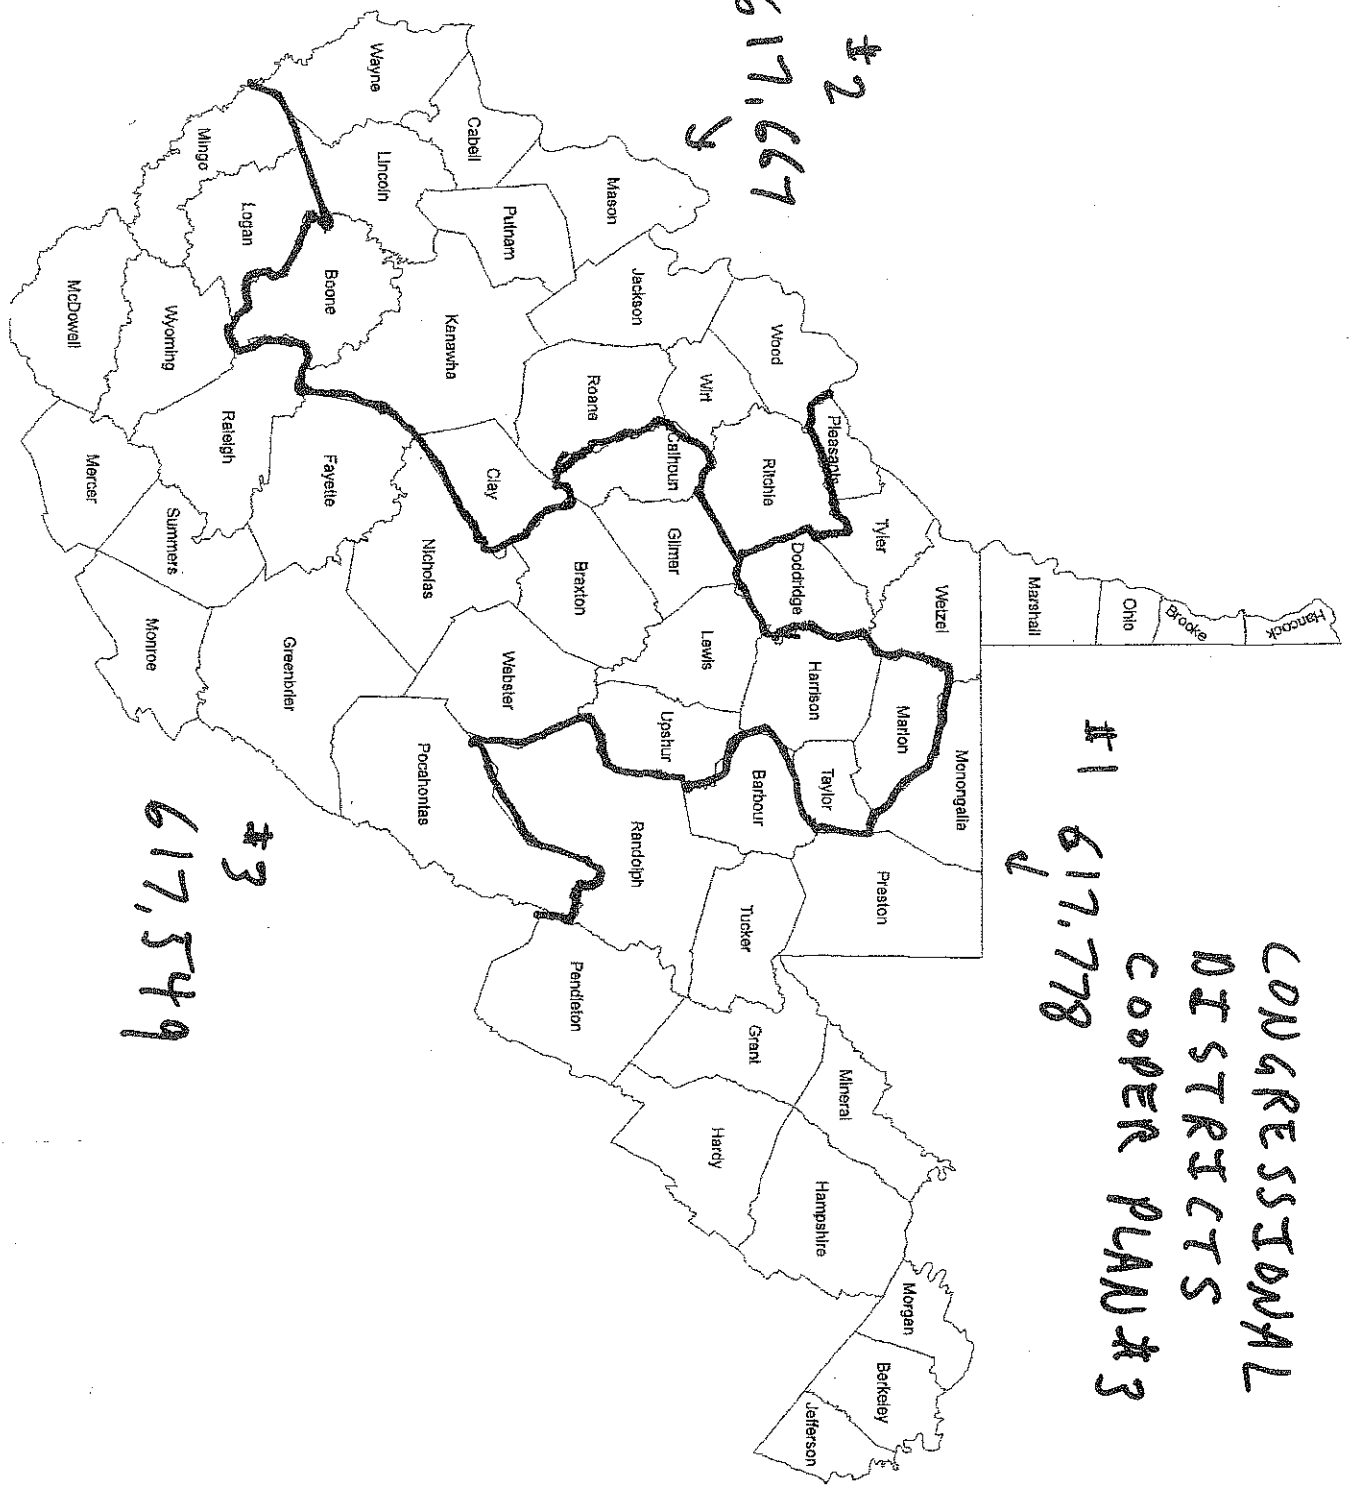 CONGRESSIONAL
DISTRICTS
COOPER PLAN #3
#1 617,778
#2
617,667
#3
617,549
Hancock
Brooke
Ohio
Marshall
Wetzel
Monongalia
Marion
Preston
Tyler
Pleasants
Doddridge
Harrison
Taylor
Barbour
Tucker
Mineral
Grant
Hampshire
Morgan
Berkeley
Jefferson
Hardy
Pendleton
Randolph
Upshur
Lewis
Gilmer
Ritchie
Wood
Wirt
Calhoun
Roane
Jackson
Mason
Putnam
Cabell
Wayne
Lincoln
Kanawha
Clay
Braxton
Webster
Nicholas
Pocahontas
Greenbrier
Fayette
Boone
Logan
Mingo
McDowell
Wyoming
Raleigh
Mercer
Summers
Monroe